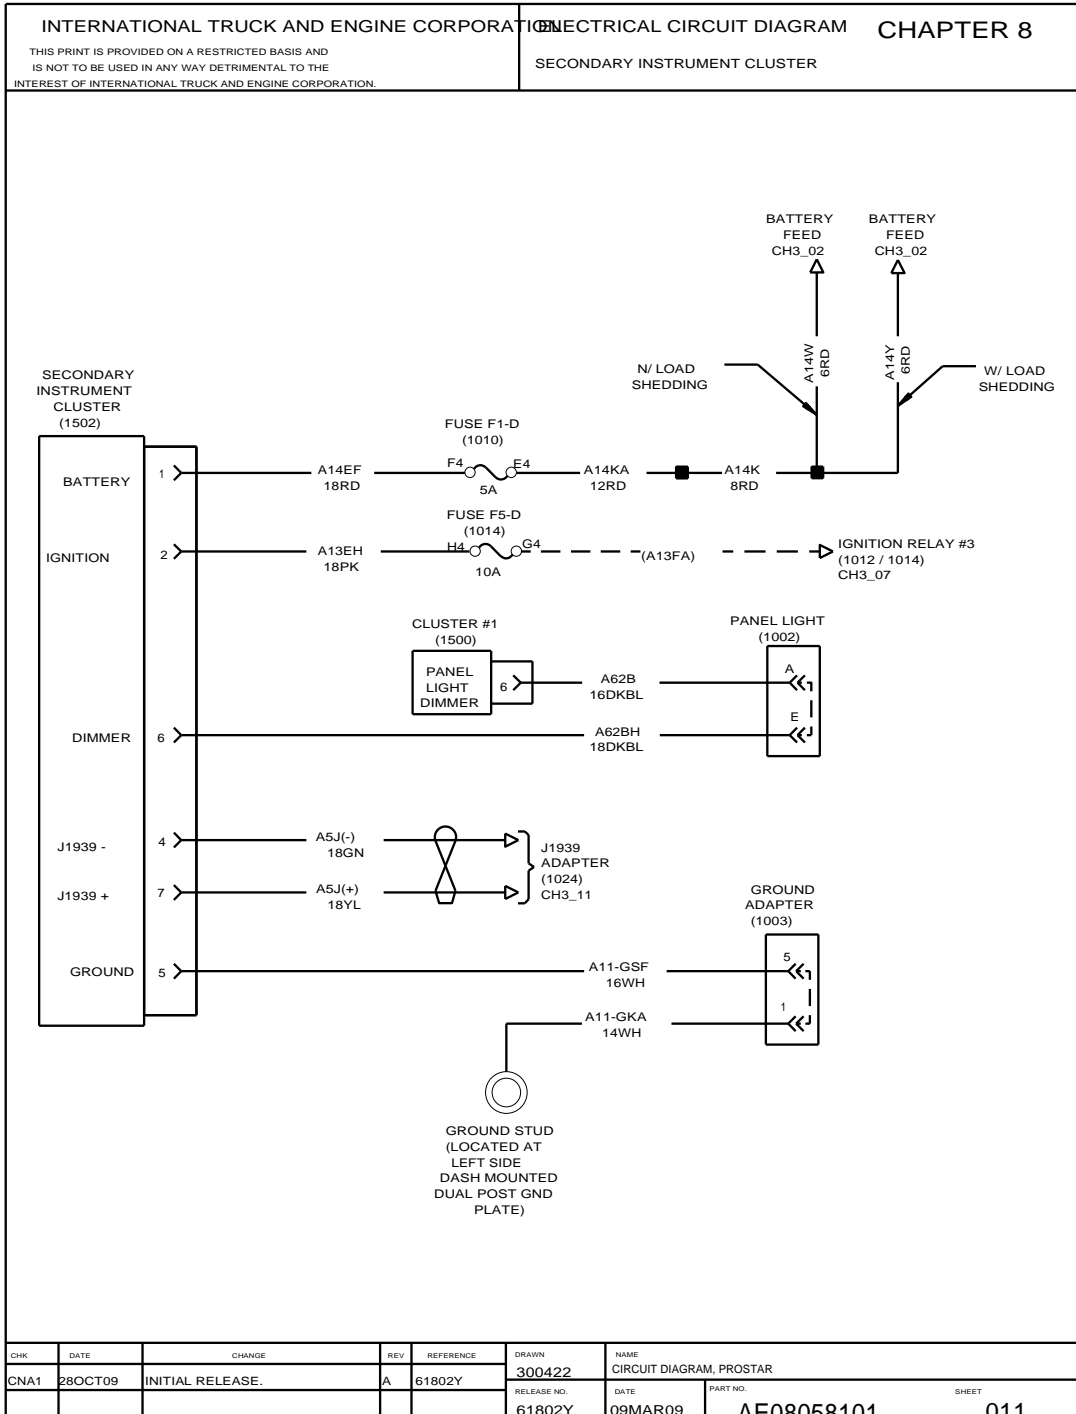 INTERNATIONAL TRUCK AND ENGINE CORPORATION
THIS PRINT IS PROVIDED ON A RESTRICTED BASIS AND
IS NOT TO BE USED IN ANY WAY DETRIMENTAL TO THE
INTEREST OF INTERNATIONAL TRUCK AND ENGINE CORPORATION.
ELECTRICAL CIRCUIT DIAGRAM
CHAPTER 8
SECONDARY INSTRUMENT CLUSTER
BATTERY
FEED
CH3_02
BATTERY
FEED
CH3_02
A14W
6RD
A14Y
6RD
N/ LOAD
SHEDDING
W/ LOAD
SHEDDING
SECONDARY
INSTRUMENT
CLUSTER
(1502)
BATTERY
1
A14EF
18RD
FUSE F1-D
(1010)
F4
E4
5A
A14KA
12RD
A14K
8RD
IGNITION
2
A13EH
18PK
FUSE F5-D
(1014)
H4
G4
10A
(A13FA)
IGNITION RELAY #3
(1012 / 1014)
CH3_07
CLUSTER #1
(1500)
PANEL
LIGHT
DIMMER
6
A62B
16DKBL
PANEL LIGHT
(1002)
A
E
DIMMER
6
A62BH
18DKBL
J1939 -
4
A5J(-)
18GN
J1939 +
7
A5J(+)
18YL
J1939
ADAPTER
(1024)
CH3_11
GROUND
ADAPTER
(1003)
5
1
GROUND
5
A11-GSF
16WH
A11-GKA
14WH
GROUND STUD
(LOCATED AT
LEFT SIDE
DASH MOUNTED
DUAL POST GND
PLATE)
CHK DATE CHANGE REV REFERENCE
CNA1 28OCT09 INITIAL RELEASE. A 61802Y
DRAWN
300422
NAME
CIRCUIT DIAGRAM, PROSTAR
RELEASE NO.
61802Y
DATE
09MAR09
PART NO.
AE08058101
SHEET
011